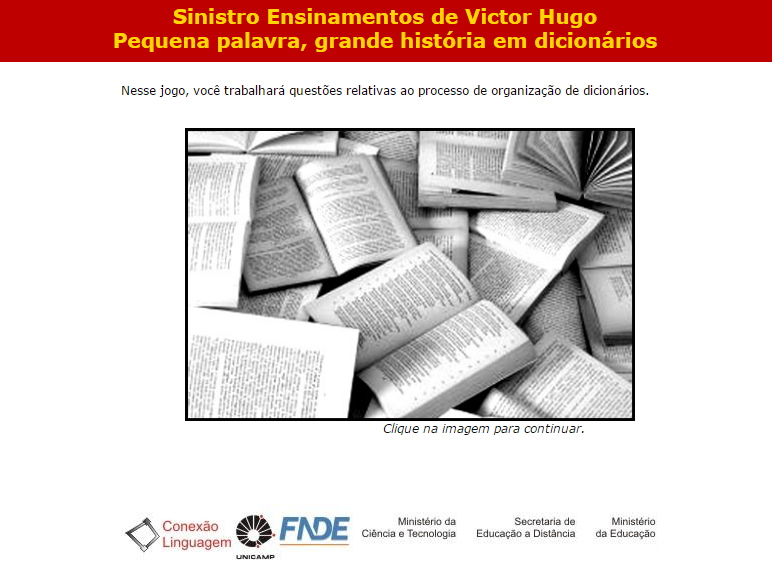 Sinistro Ensinamentos de Victor Hugo
Pequena palavra, grande história em dicionários
Nesse jogo, você trabalhará questões relativas ao processo de organização de dicionários.
Clique na imagem para continuar.
Conexão
Linguagem
UNICAMP
FNDE
Ministério da
Ciência e Tecnologia
Secretaria de
Educação a Distância
Ministério
da Educação